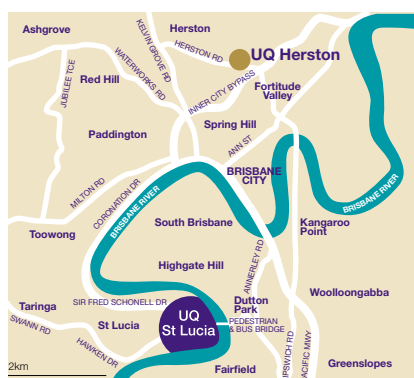 Ashgrove
Herston
KELVIN GROVE RD
HERSTON RD
UQ Herston
WATERWORKS RD
JUBILEE TCE
Red Hill
INNER CITY BYPASS
Fortitude
Valley
Paddington
Spring Hill
ANN ST
BRISBANE
CITY
MILTON RD
CORONATION DR
BRISBANE RIVER
BRISBANE RIVER
South Brisbane
Kangaroo
Point
Toowong
Highgate Hill
ANNERLEY RD
Woolloongabba
Taringa
SIR FRED SCHONELL DR
Dutton
Park
SWANN RD
St Lucia
UQ
St Lucia
PEDESTRIAN
& BUS BRIDGE
HAWKEN DR
IPSWICH RD
PACIFIC MWY
2km
Fairfield
Greenslopes